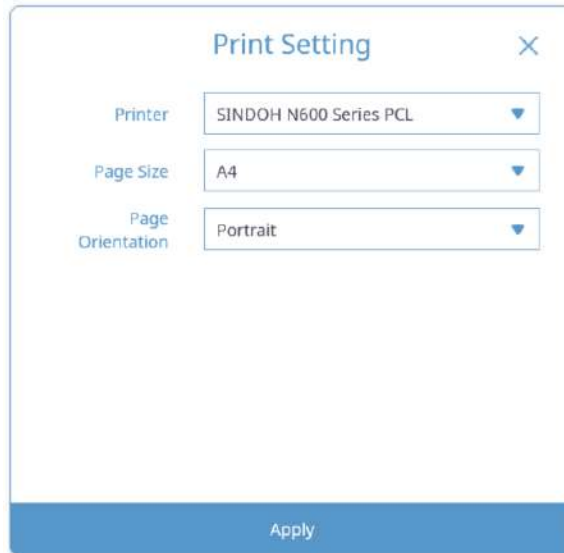 Print Setting
Printer
SINDOH N600 Series PCL
Page Size
A4
Page
Orientation
Portrait
Apply